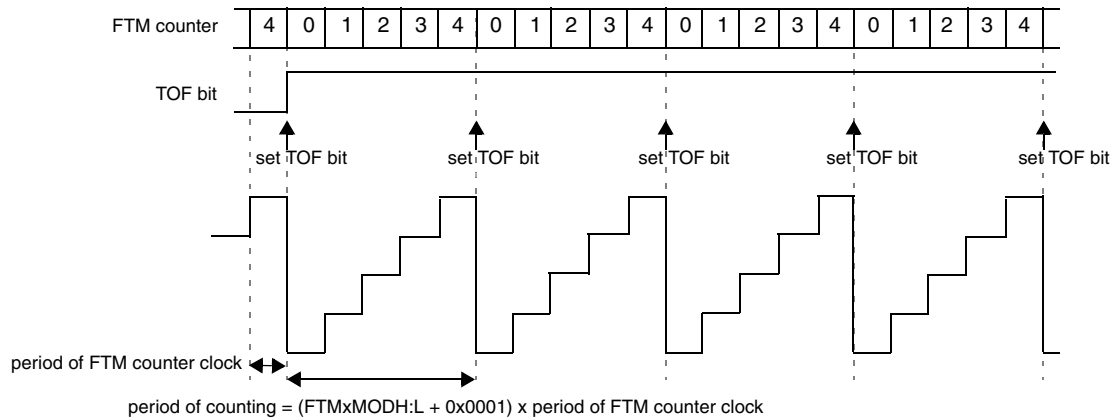 FTM counter 4 0 1 2 3 4 0 1 2 3 4 0 1 2 3 4 0 1 2 3 4
TOF bit
set TOF bit set TOF bit set TOF bit set TOF bit set TOF bit
period of FTM counter clock
period of counting = (FTMxMODH:L + 0x0001) x period of FTM counter clock